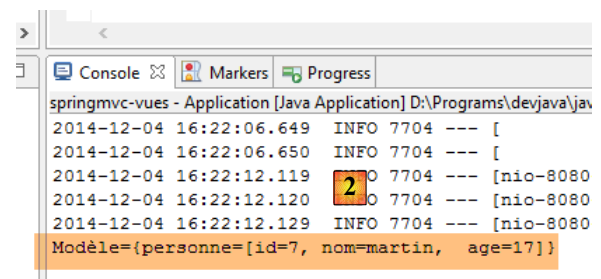 Console Markers Progress
springmvc-vues - Application [Java Application] D:\Programs\devjava\jav
2014-12-04 16:22:06.649 INFO 7704 --- [
2014-12-04 16:22:06.650 INFO 7704 --- [
2014-12-04 16:22:12.119 O 7704 --- [nio-8080
2
2014-12-04 16:22:12.120 O 7704 --- [nio-8080
2014-12-04 16:22:12.129 INFO 7704 --- [nio-8080
Modèle={personne=[id=7, nom=martin, age=17]}